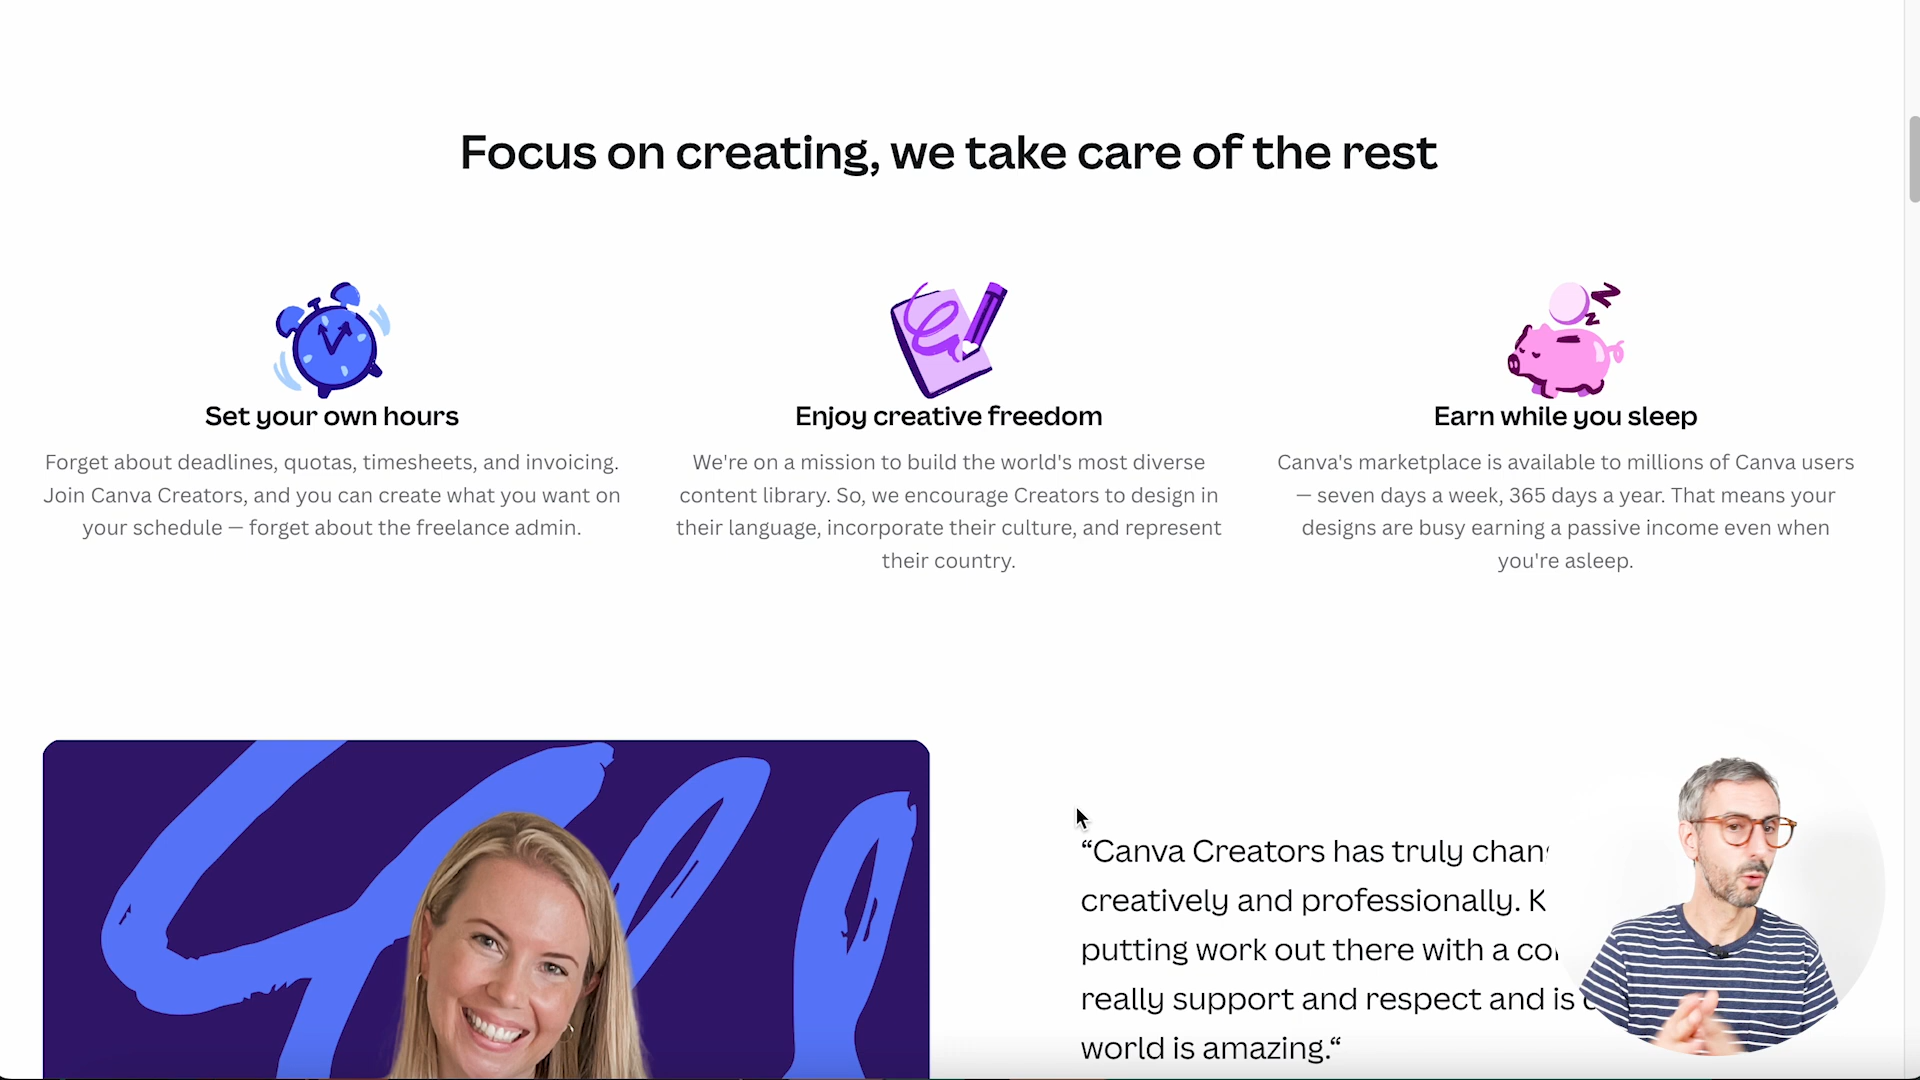 Focus on creating, we take care of the rest
Set your own hours
Forget about deadlines, quotas, timesheets, and invoicing.
Join Canva Creators, and you can create what you want on
your schedule — forget about the freelance admin.
Enjoy creative freedom
We're on a mission to build the world's most diverse
content library. So, we encourage Creators to design in
their language, incorporate their culture, and represent
their country.
Earn while you sleep
Canva's marketplace is available to millions of Canva users
— seven days a week, 365 days a year. That means your
designs are busy earning a passive income even when
you're asleep.
“Canva Creators has truly
creatively and professionally.
putting work out there with a
really support and respect and is
world is amazing.“